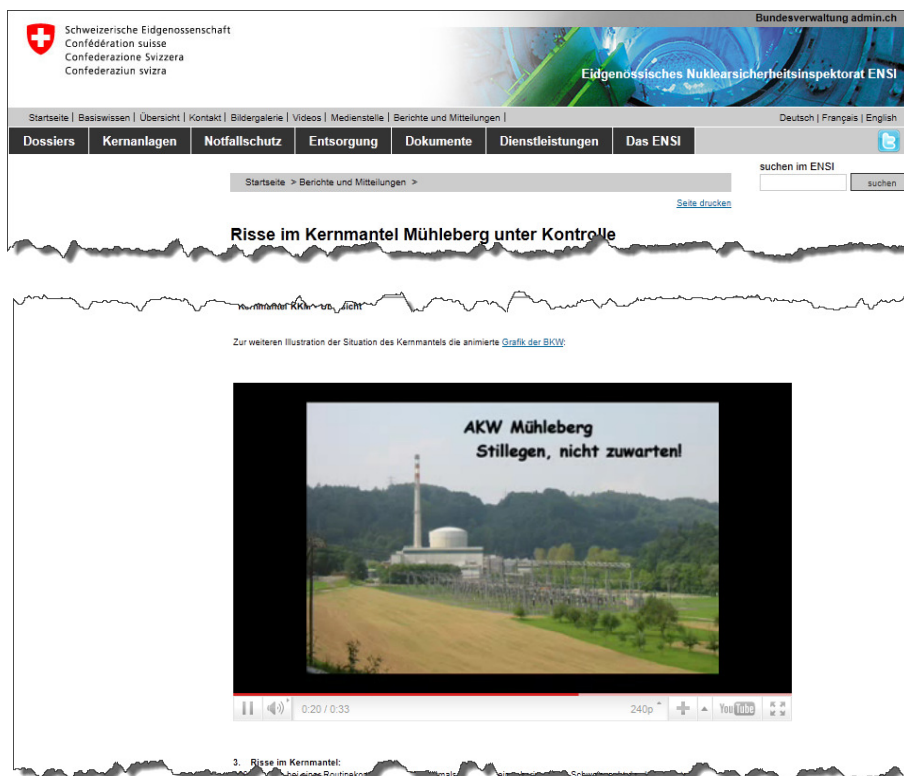 Bundesverwaltung admin.ch
Schweizerische Eidgenossenschaft
Confédération suisse
Confederazione Svizzera
Confederaziun svizra
Eidgenössisches Nuklearsicherheitsinspektorat ENSI
Startseite | Basiswissen | Übersicht | Kontakt | Bildergalerie | Videos | Medienstelle | Berichte und Mitteilungen |
Deutsch | Français | English
Dossiers Kernanlagen Notfallschutz Entsorgung Dokumente Dienstleistungen Das ENSI
suchen im ENSI
suchen
Startseite > Berichte und Mitteilungen >
Seite drucken
Risse im Kernmantel Mühleberg unter Kontrolle
Kernmantel
Zur weiteren Illustration der Situation des Kernmantels die animierte Grafik der BKW:
AKW Mühleberg
Stillegen, nicht zuwarten!
0:20 / 0:33
240p
YouTube
3. Risse im Kernmantel:
bei einer